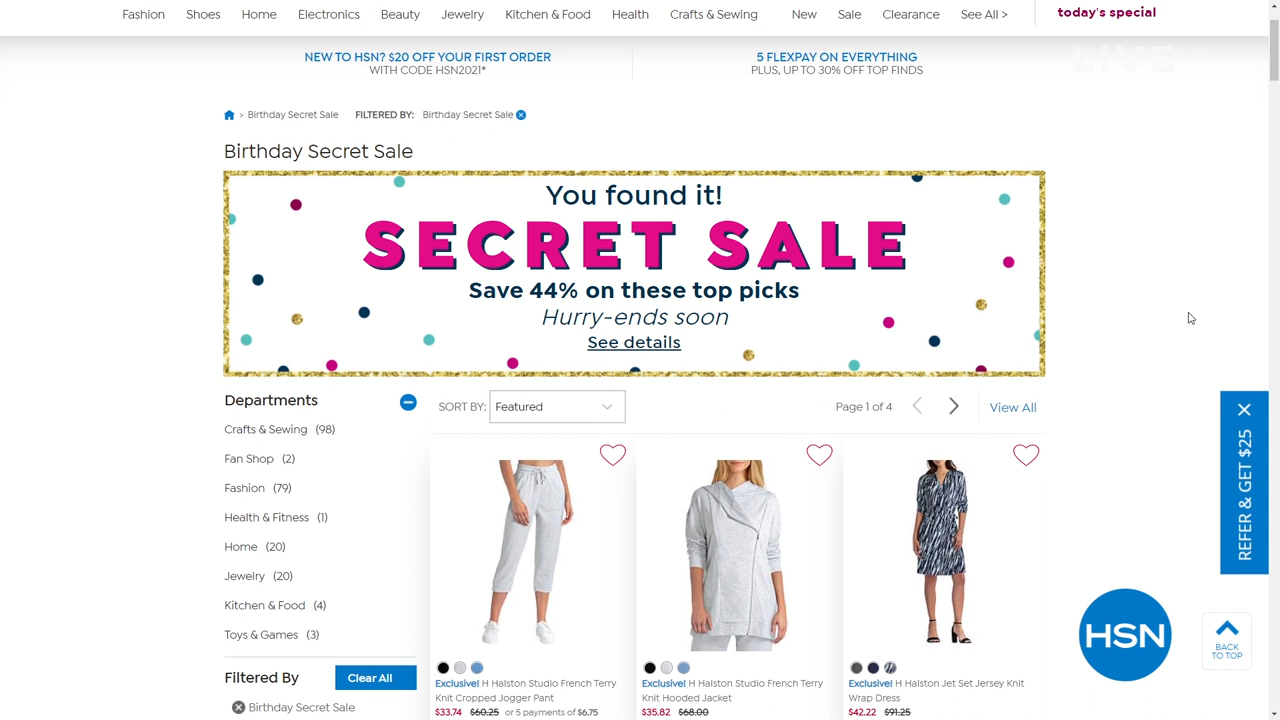 Fashion Shoes Home Electronics Beauty Jewelry Kitchen & Food Health Crafts & Sewing New Sale Clearance See All > today's special
LIVE
NEW TO HSN? $20 OFF YOUR FIRST ORDER
WITH CODE HSN2021*
5 FLEXPAY ON EVERYTHING
PLUS, UP TO 30% OFF TOP FINDS
> Birthday Secret Sale FILTERED BY: Birthday Secret Sale
Birthday Secret Sale
You found it!
SECRET SALE
Save 44% on these top picks
Hurry-ends soon
See details
Departments
Crafts & Sewing (98)
Fan Shop (2)
Fashion (79)
Health & Fitness (1)
Home (20)
Jewelry (20)
Kitchen & Food (4)
Toys & Games (3)
Filtered By Clear All
Birthday Secret Sale
SORT BY: Featured
Page 1 of 4
View All
Exclusive! H Halston Studio French Terry
Knit Cropped Jogger Pant
$33.74 $60.25 or 5 payments of $6.75
Exclusive! H Halston Studio French Terry
Knit Hooded Jacket
$35.82 $68.00
Exclusive! H Halston Jet Set Jersey Knit
Wrap Dress
$42.22 $91.25
REFER & GET $25
HSN
BACK
TO TOP